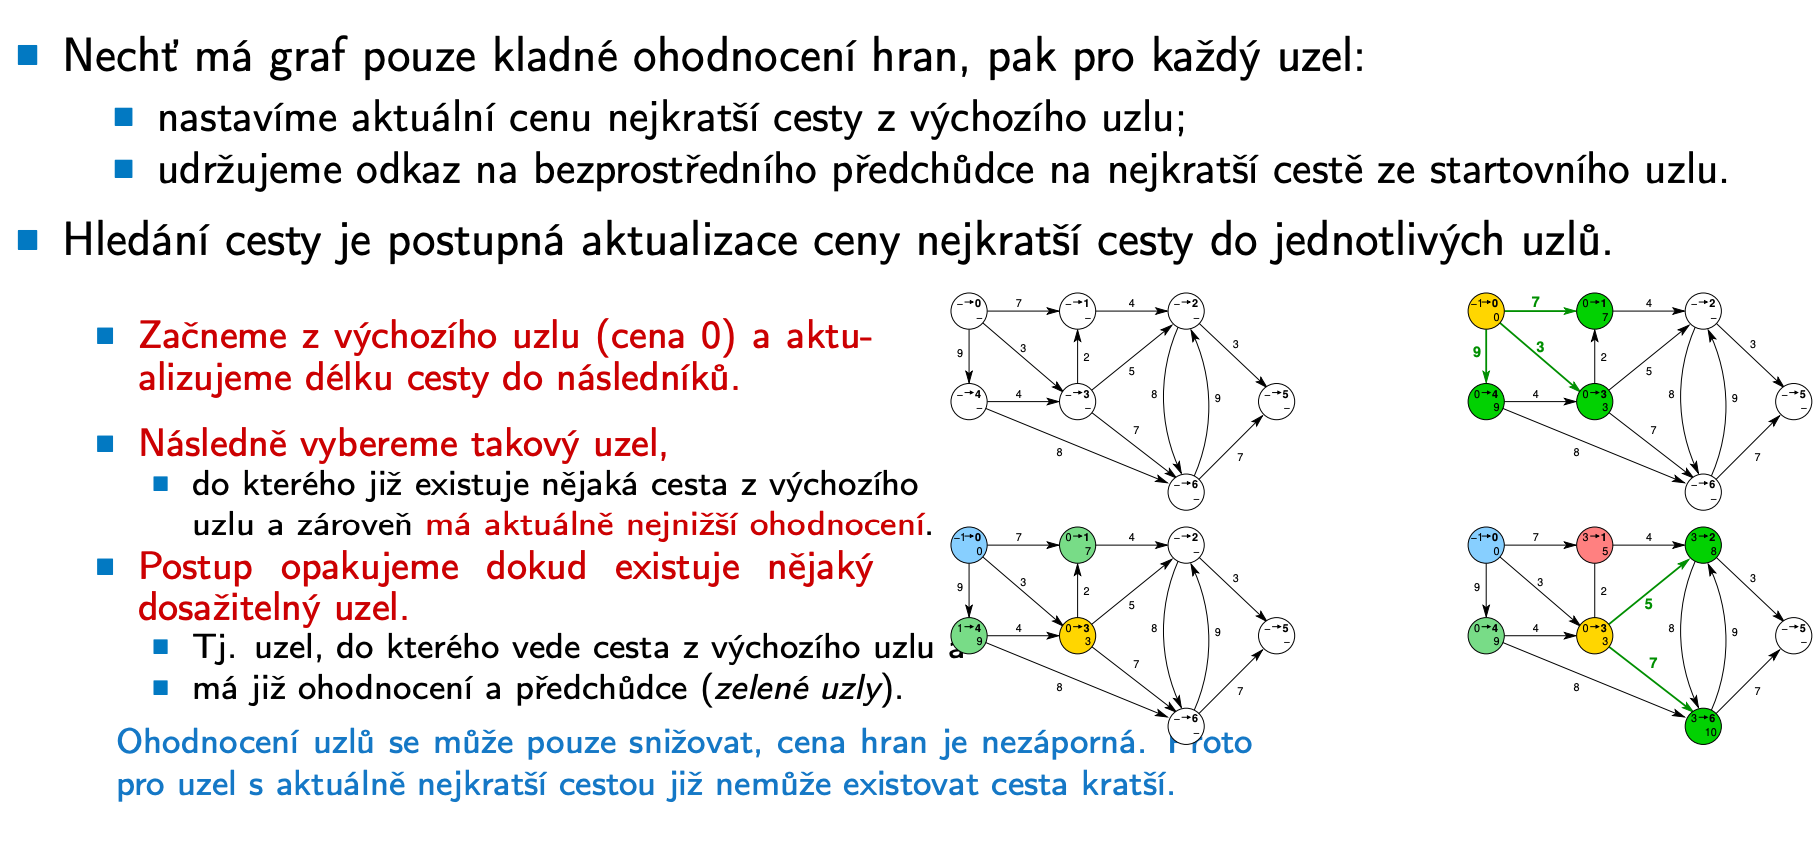 Nechť má graf pouze kladné ohodnocení hran, pak pro každý uzel:
nastavíme aktuální cenu nejkratší cesty z výchozího uzlu;
udržujeme odkaz na bezprostředního předchůdce na nejkratší cestě ze startovního uzlu.
Hledání cesty je postupná aktualizace ceny nejkratší cesty do jednotlivých uzlů.
Začneme z výchozího uzlu (cena 0) a aktu-
alizujeme délku cesty do následníků.
Následně vybereme takový uzel,
do kterého již existuje nějaká cesta z výchozího
uzlu a zároveň má aktuálně nejnižší ohodnocení.
Postup opakujeme dokud existuje nějaký
dosažitelný uzel.
Tj. uzel, do kterého vede cesta z výchozího uzlu a
má již ohodnocení a předchůdce (zelené uzly).
Ohodnocení uzlů se může pouze snižovat, cena hran je nezáporná. Proto
pro uzel s aktuálně nejkratší cestou již nemůže existovat cesta kratší.
–→0 – 7 –→1 – 4 –→2 –
9 3 2 5 8 9 3
–→4 – 4 –→3 – –→5 –
8 7 7
–→6 –
-1→0 0 7 0→1 7 4 –→2 –
9 3 2 5 8 9 3
0→4 9 4 0→3 3 –→5 –
8 7 7
–→6 –
-1→0 0 7 0→1 7 4 –→2 –
9 3 2 5 8 9 3
1→4 9 4 0→3 3 –→5 –
8 7 7
–→6 –
-1→0 0 7 3→1 5 4 3→2 8
9 3 2 5 8 9 3
0→4 9 4 0→3 3 –→5 –
8 7 7
3→6 10